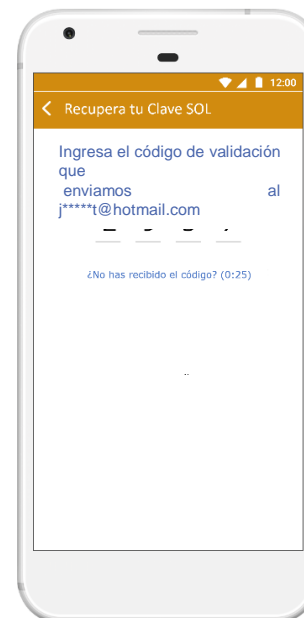 12:00
Recupera tu Clave SOL
Ingresa el código de validación
que
enviamos al
j*****t@hotmail.com
¿No has recibido el código? (0:25)